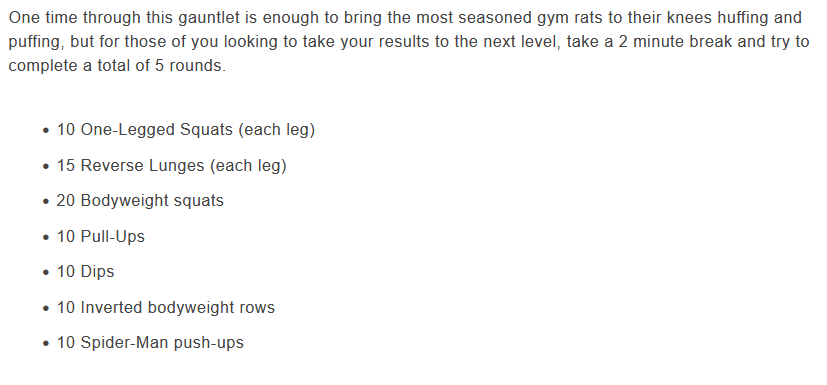 One time through this gauntlet is enough to bring the most seasoned gym rats to their knees huffing and
puffing, but for those of you looking to take your results to the next level, take a 2 minute break and try to
complete a total of 5 rounds.
• 10 One-Legged Squats (each leg)
• 15 Reverse Lunges (each leg)
• 20 Bodyweight squats
• 10 Pull-Ups
• 10 Dips
• 10 Inverted bodyweight rows
• 10 Spider-Man push-ups